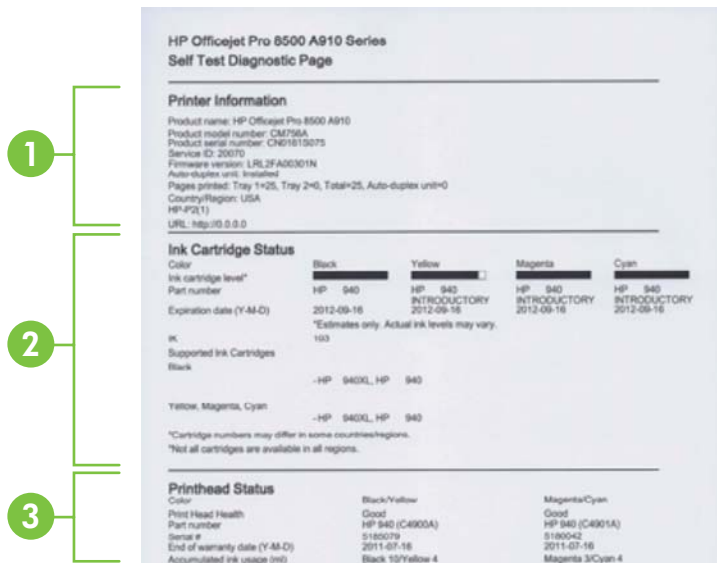 HP Officejet Pro 8500 A910 Series
Self Test Diagnostic Page
1
Printer Information
Product name: HP Officejet Pro 8500 A910
Product model number: CM756A
Product serial number: CN01615075
Service ID: 20070
Firmware version: LRL2FA00301N
Auto-duplex unit: Installed
Pages printed: Tray 1=25, Tray 2=0, Total=25, Auto-duplex unit=0
Country/Region: USA
HP-P2(1)
URL: http://0.0.0.0
2
Ink Cartridge Status
Color Black Yellow Magenta Cyan
Ink cartridge level*
Part number HP 940 HP 940 HP 940 HP 940
INTRODUCTORY INTRODUCTORY INTRODUCTORY
Expiration date (Y-M-D) 2012-09-16 2012-09-16 2012-09-16 2012-09-16
*Estimates only. Actual ink levels may vary.
IK 103
Supported Ink Cartridges
Black
-HP 940XL, HP 940
Yellow, Magenta, Cyan
-HP 940XL, HP 940
*Cartridge numbers may differ in some countries/regions.
*Not all cartridges are available in all regions.
3
Printhead Status
Color Black/Yellow Magenta/Cyan
Print Head Health Good Good
Part number HP 940 (C4900A) HP 940 (C4901A)
Serial # 5185079 5180042
End of warranty date (Y-M-D) 2011-07-16 2011-07-16
Accumulated ink usage (ml) Black 10/Yellow 4 Magenta 3/Cyan 4